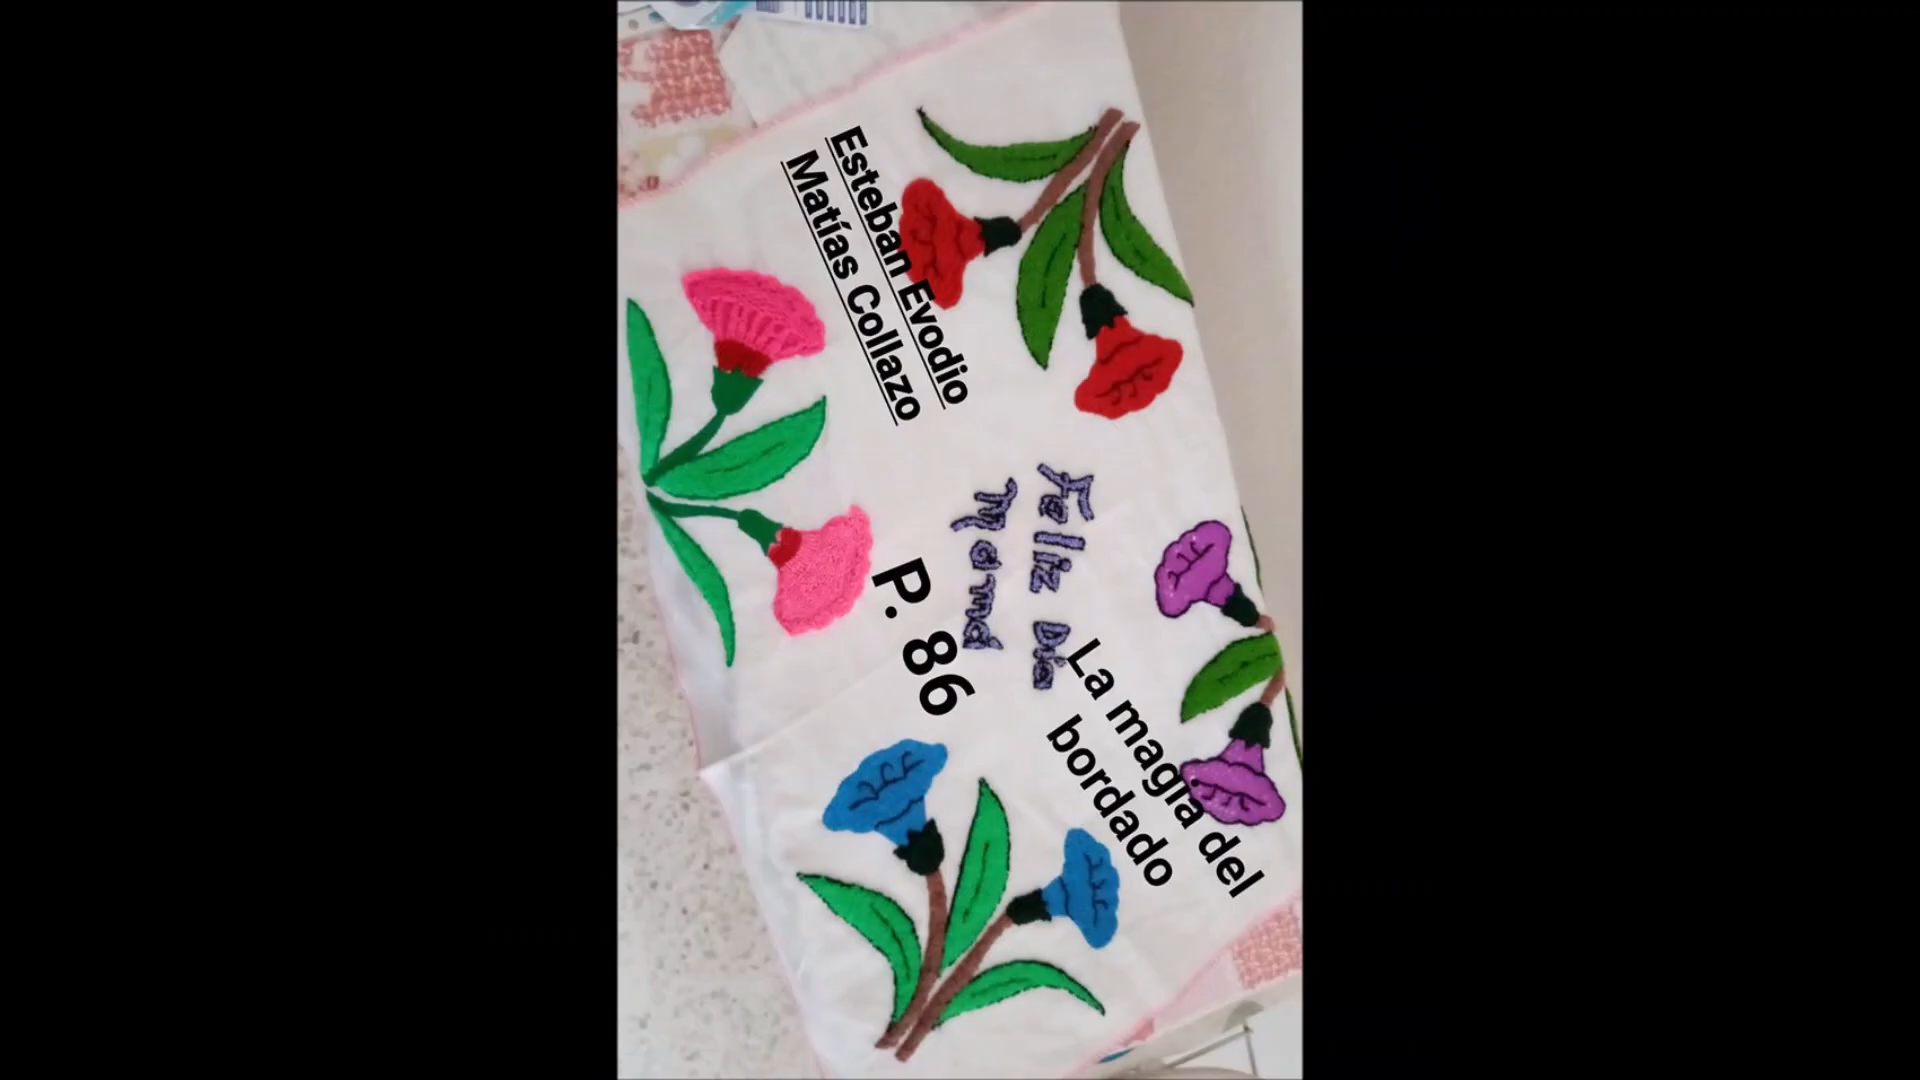 Esteban Evodio
Matías Collazo
Feliz Día
Mamá
P. 86
La magia del
bordado